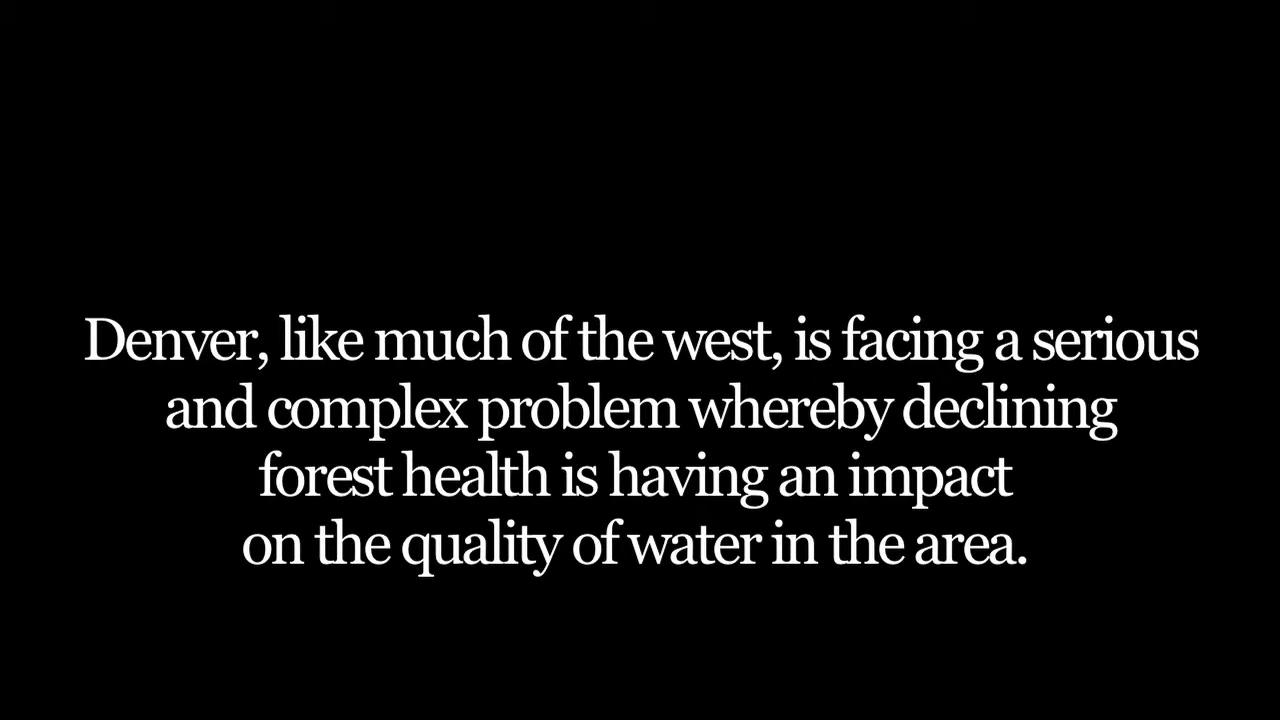 Denver, like much of the west, is facing a serious
and complex problem whereby declining
forest health is having an impact
on the quality of water in the area.